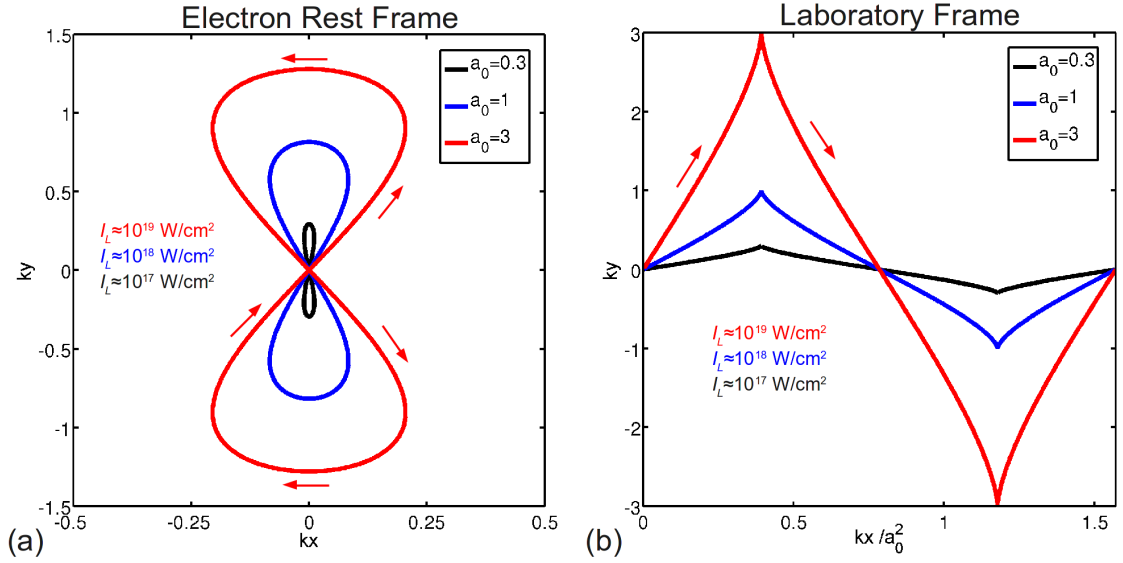 Electron Rest Frame
1.5
1
0.5
0
-0.5
-1
-1.5
-0.5
-0.25
0
0.25
0.5
ky
kx
a0=0.3
a0=1
a0=3
IL≈10^19 W/cm^2
IL≈10^18 W/cm^2
IL≈10^17 W/cm^2
(a)
Laboratory Frame
3
2
1
0
-1
-2
-3
0
0.5
1
1.5
ky
kx /a0^2
a0=0.3
a0=1
a0=3
IL≈10^19 W/cm^2
IL≈10^18 W/cm^2
IL≈10^17 W/cm^2
(b)